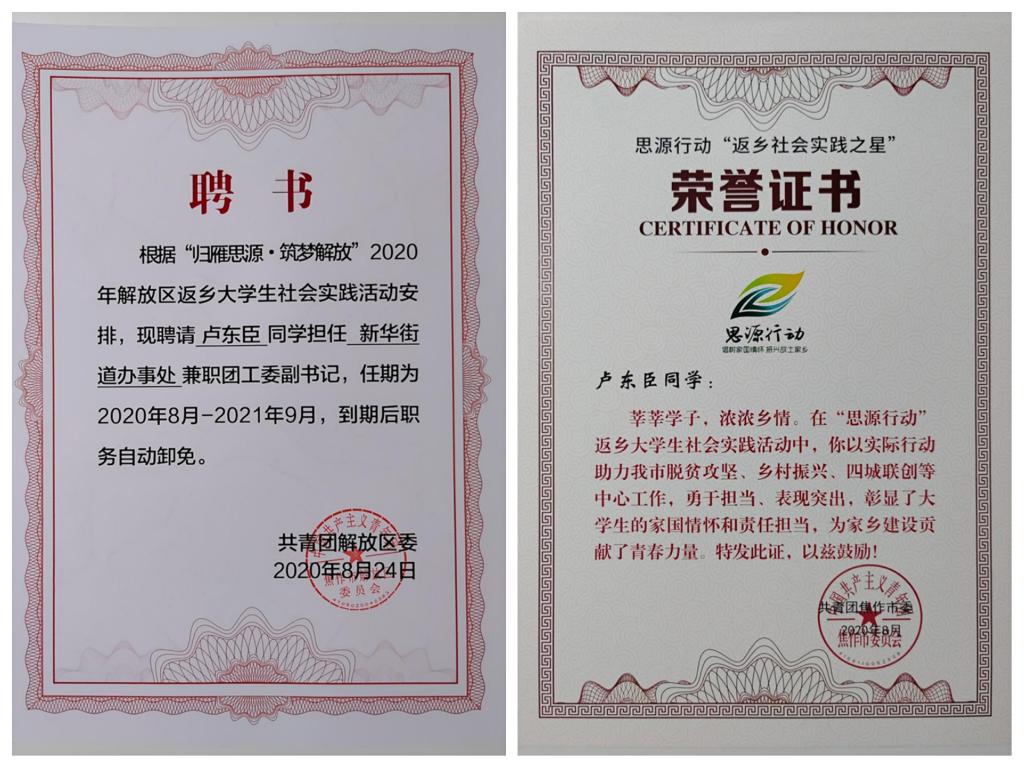 聘 书
根据“归雁思源·筑梦解放”2020
年解放区返乡大学生社会实践活动安
排，现聘请 卢东臣 同学担任 新华街
道办事处 兼职团工委副书记，任期为
2020年8月-2021年9月，到期后职
务自动卸免。
共青团解放区委
2020年8月24日
委员会
思源行动“返乡社会实践之星”
荣誉证书
CERTIFICATE OF HONOR
思源行动
卢东臣同学：
莘莘学子，浓浓乡情。在“思源行动”
返乡大学生社会实践活动中，你以实际行动
助力我市脱贫攻坚、乡村振兴、四城联创等
中心工作，勇于担当、表现突出，彰显了大
学生的家国情怀和责任担当，为家乡建设贡
献了青春力量。特发此证，以兹鼓励！
共青团焦作市委
2020年8月
焦作市委员会